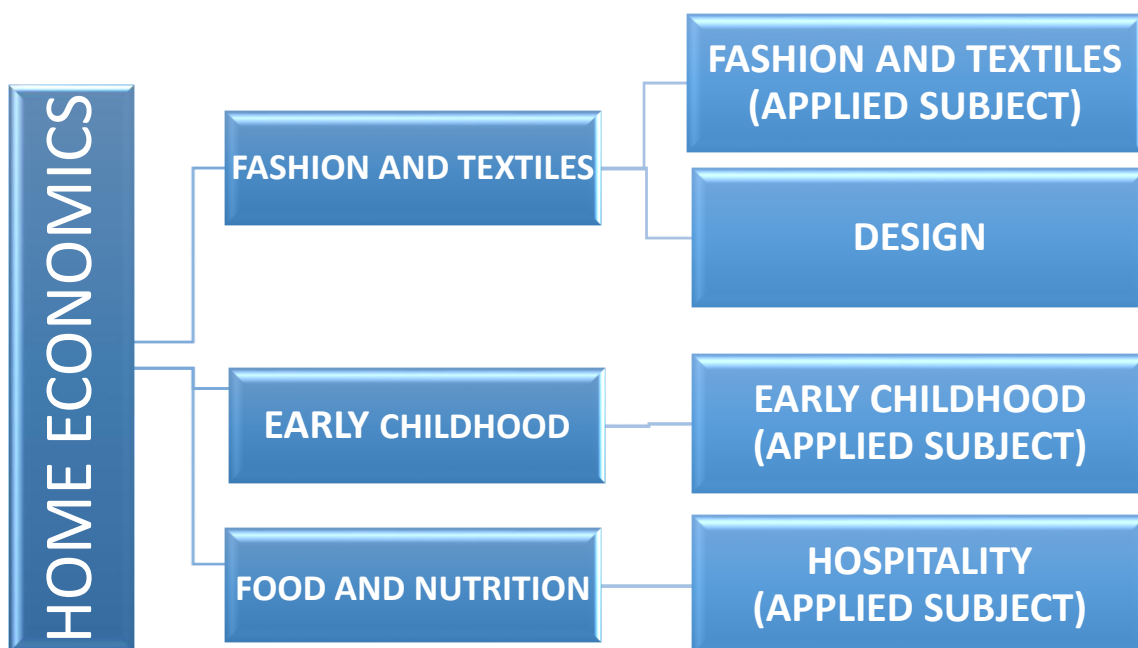 HOME ECONOMICS
FASHION AND TEXTILES
FASHION AND TEXTILES
(APPLIED SUBJECT)
DESIGN
EARLY CHILDHOOD
EARLY CHILDHOOD
(APPLIED SUBJECT)
FOOD AND NUTRITION
HOSPITALITY
(APPLIED SUBJECT)